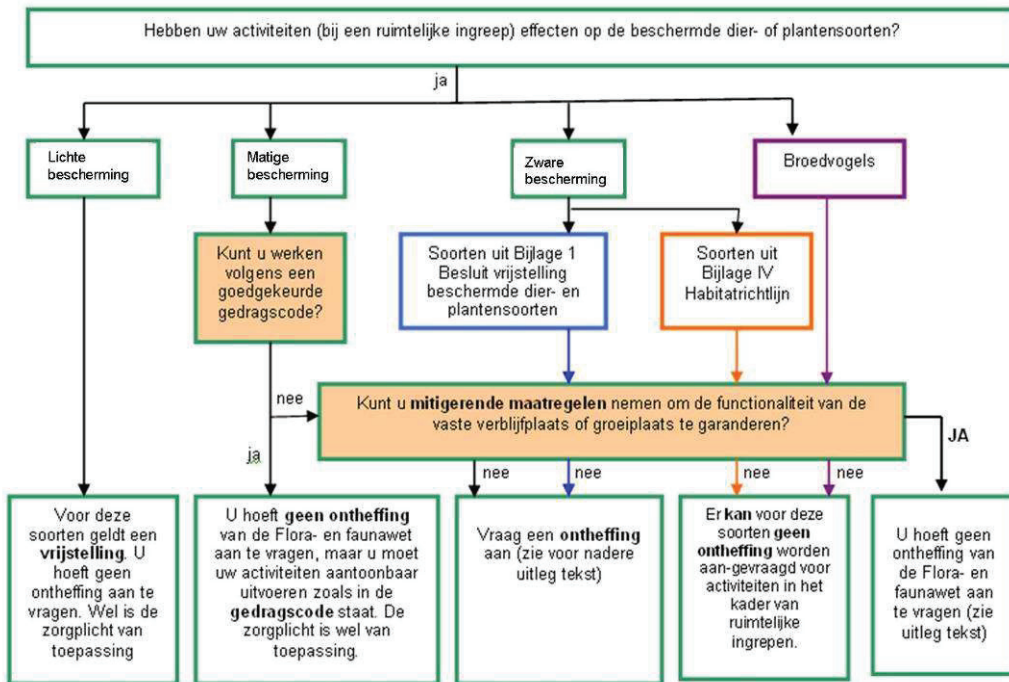 Hebben uw activiteiten (bij een ruimtelijke ingreep) effecten op de beschermde dier- of plantensoorten?
ja
Lichte
bescherming
Matige
bescherming
Zware
bescherming
Broedvogels
Kunt u werken
volgens een
goedgekeurde
gedragscode?
Soorten uit Bijlage 1
Besluit vrijstelling
beschermde dier- en
plantensoorten
Soorten uit
Bijlage IV
Habitatrichtlijn
nee
Kunt u mitigerende maatregelen nemen om de functionaliteit van de
vaste verblijfplaats of groeiplaats te garanderen?
JA
ja
nee
nee
nee
nee
Voor deze
soorten geldt een
vrijstelling. U
hoeft geen
ontheffing aan te
vragen. Wel is de
zorgplicht van
toepassing
U hoeft geen ontheffing
van de Flora- en faunawet
aan te vragen, maar u moet
uw activiteiten aantoonbaar
uitvoeren zoals in de
gedragscode staat. De
zorgplicht is wel van
toepassing.
Vraag een ontheffing
aan (zie voor nadere
uitleg tekst)
Er kan voor deze
soorten geen
ontheffing worden
aan-gevraagd voor
activiteiten in het
kader van
ruimtelijke
ingrepen.
U hoeft geen
ontheffing van
de Flora- en
faunawet aan
te vragen (zie
uitleg tekst)